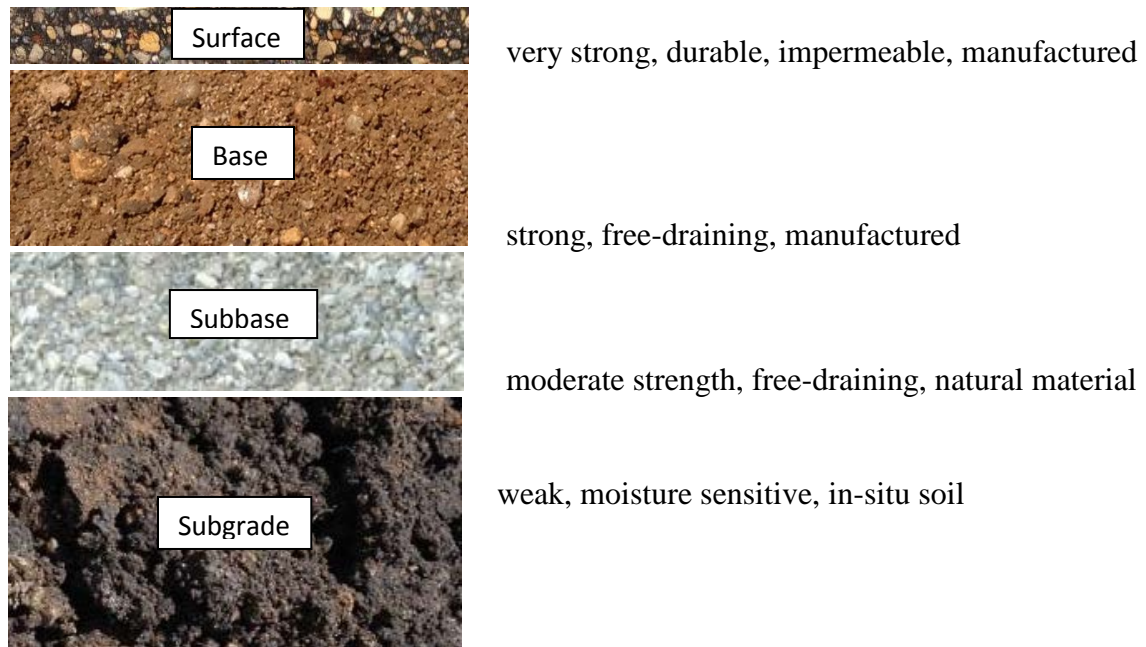 Surface
very strong, durable, impermeable, manufactured
Base
strong, free-draining, manufactured
Subbase
moderate strength, free-draining, natural material
Subgrade
weak, moisture sensitive, in-situ soil